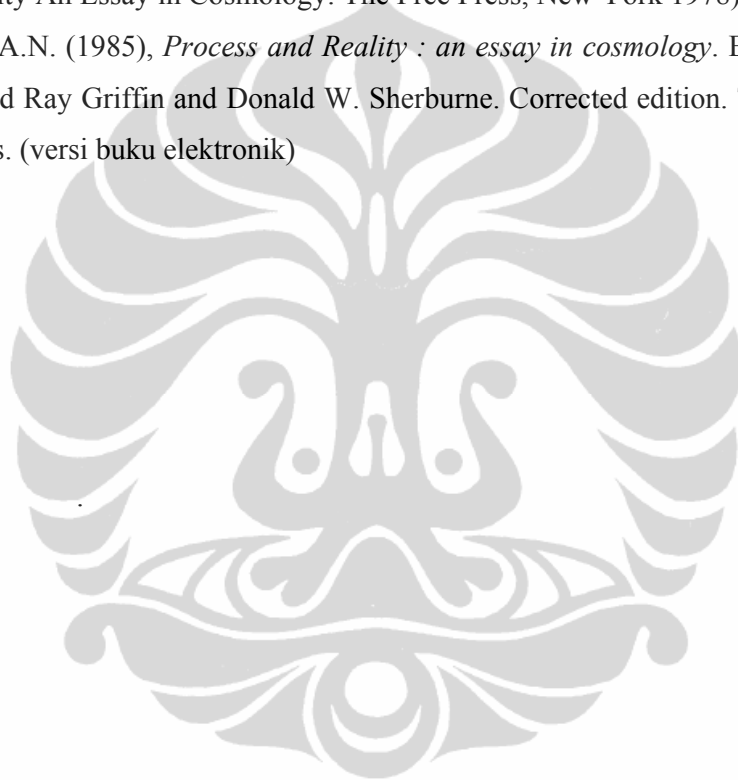 ity An Essay in Cosmology. The Free Press, New York 1978)
A.N. (1985), Process and Reality : an essay in cosmology. E
d Ray Griffin and Donald W. Sherburne. Corrected edition.
s. (versi buku elektronik)
.